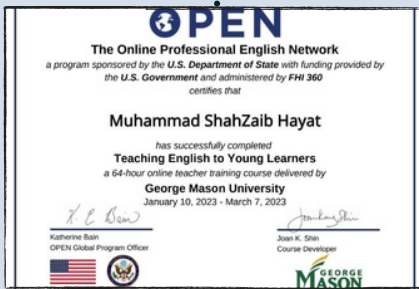 OPEN
The Online Professional English Network
a program sponsored by the U.S. Department of State with funding provided by
the U.S. Government and administered by FHI 360
certifies that
Muhammad ShahZaib Hayat
has successfully completed
Teaching English to Young Learners
a 64-hour online teacher training course delivered by
George Mason University
January 10, 2023 - March 7, 2023
K. E. Bain
Katherine Bain
OPEN Global Program Officer
Joan K. Shin
Course Developer
GEORGE
MASON